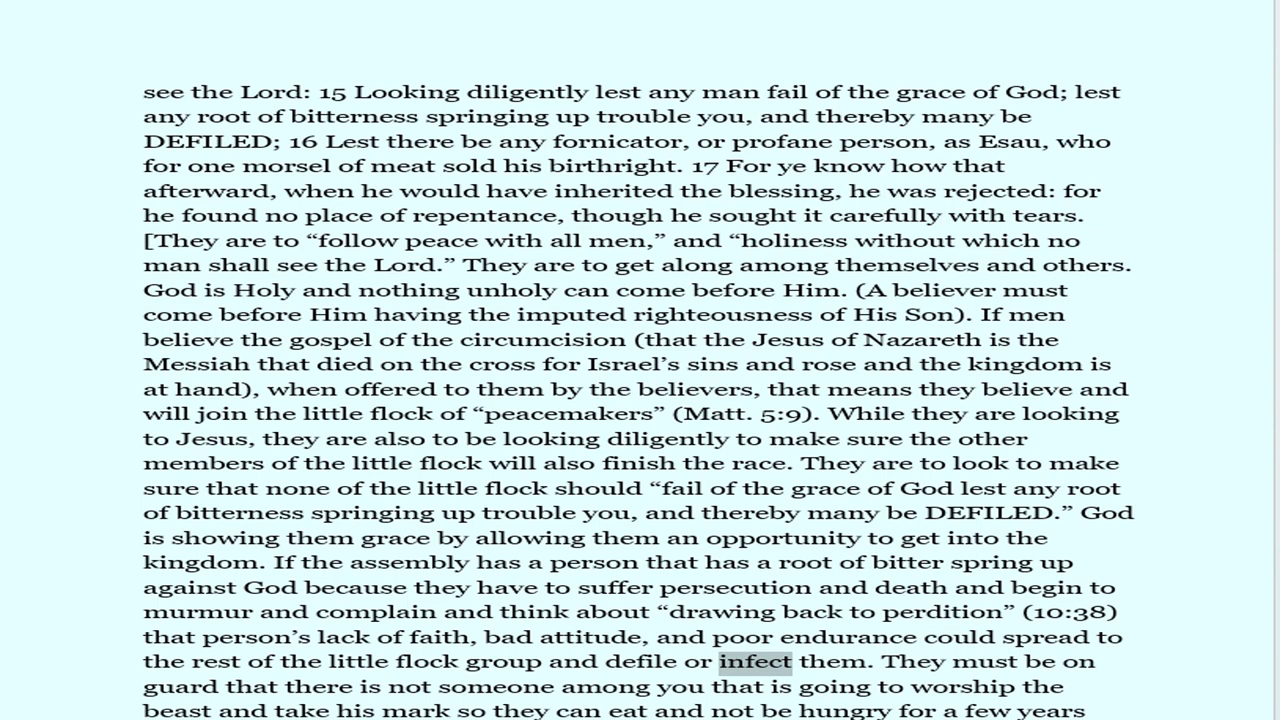 see the Lord: 15 Looking diligently lest any man fail of the grace of God; lest
any root of bitterness springing up trouble you, and thereby many be
DEFILED; 16 Lest there be any fornicator, or profane person, as Esau, who
for one morsel of meat sold his birthright. 17 For ye know how that
afterward, when he would have inherited the blessing, he was rejected: for
he found no place of repentance, though he sought it carefully with tears.
[They are to “follow peace with all men,” and “holiness without which no
man shall see the Lord.” They are to get along among themselves and others.
God is Holy and nothing unholy can come before Him. (A believer must
come before Him having the imputed righteousness of His Son). If men
believe the gospel of the circumcision (that the Jesus of Nazareth is the
Messiah that died on the cross for Israel’s sins and rose and the kingdom is
at hand), when offered to them by the believers, that means they believe and
will join the little flock of “peacemakers” (Matt. 5:9). While they are looking
to Jesus, they are also to be looking diligently to make sure the other
members of the little flock will also finish the race. They are to look to make
sure that none of the little flock should “fail of the grace of God lest any root
of bitterness springing up trouble you, and thereby many be DEFILED.” God
is showing them grace by allowing them an opportunity to get into the
kingdom. If the assembly has a person that has a root of bitter spring up
against God because they have to suffer persecution and death and begin to
murmur and complain and think about “drawing back to perdition” (10:38)
that person’s lack of faith, bad attitude, and poor endurance could spread to
the rest of the little flock group and defile or infect them. They must be on
guard that there is not someone among you that is going to worship the
beast and take his mark so they can eat and not be hungry for a few years